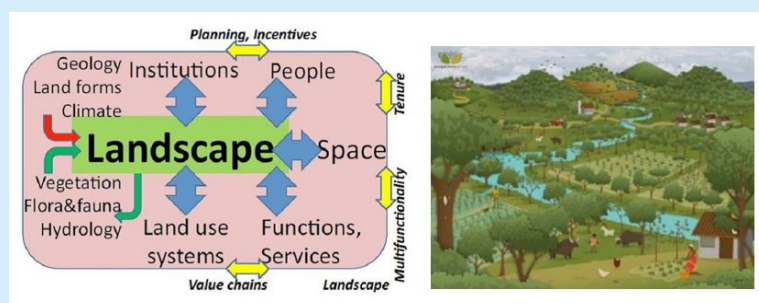 Planning, Incentives
Geology
Land forms
Climate
Institutions
People
Tenure
Landscape
Space
Vegetation
Flora&fauna
Hydrology
Land use
systems
Functions,
Services
Multifunctionality
Value chains
Landscape